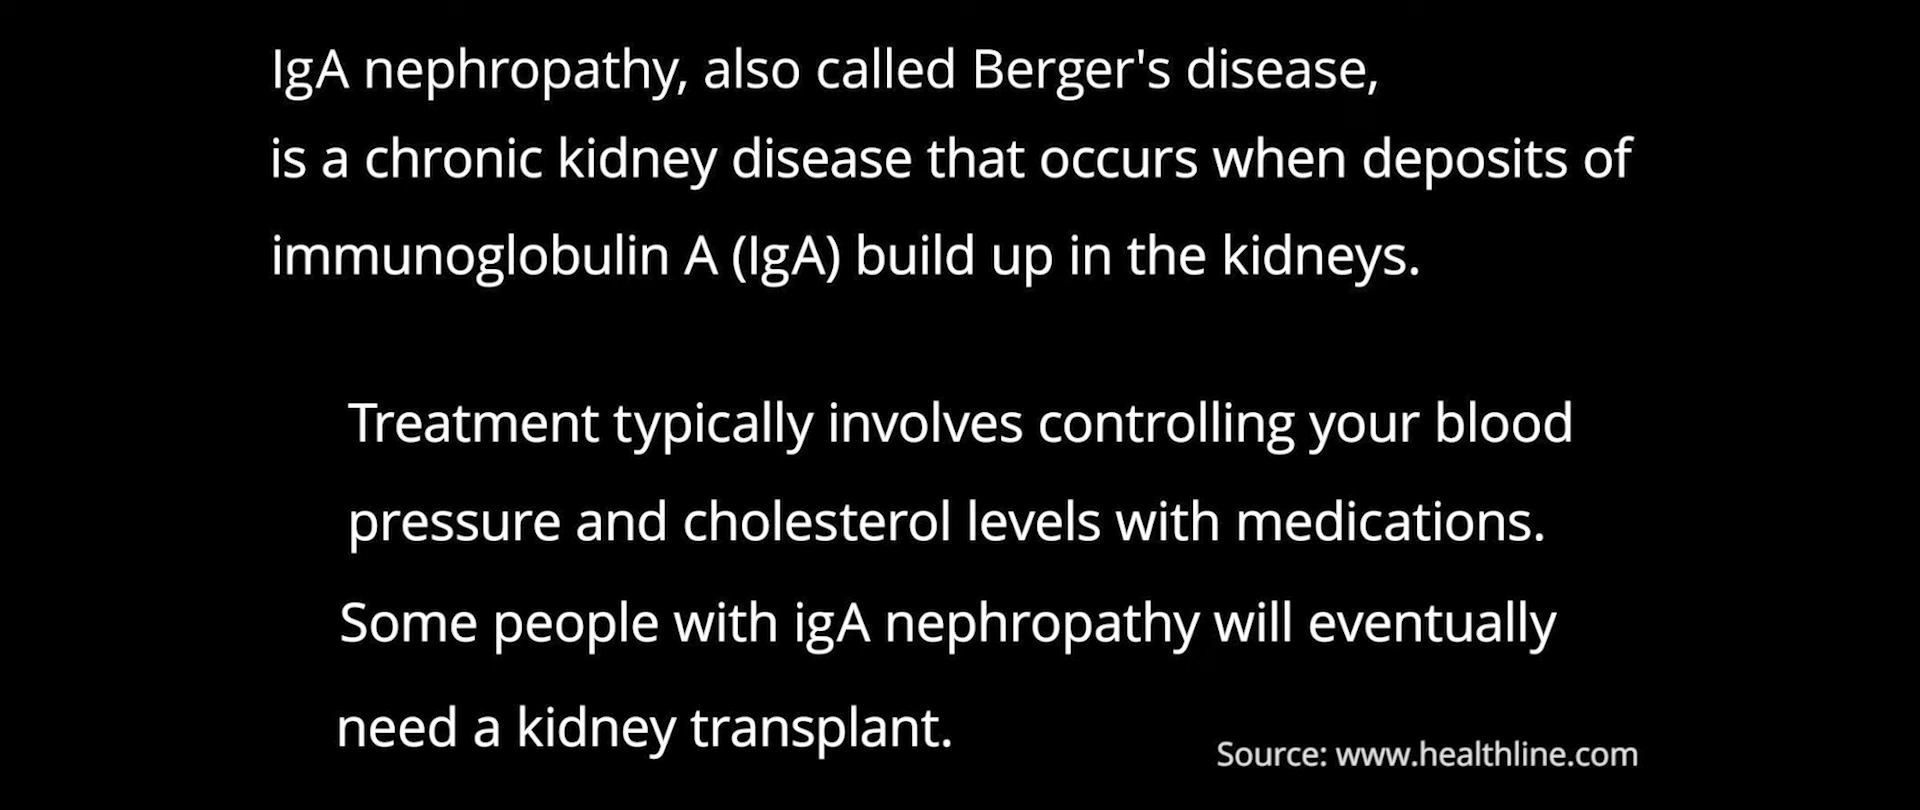 IgA nephropathy, also called Berger's disease,
is a chronic kidney disease that occurs when deposits of
immunoglobulin A (IgA) build up in the kidneys.
Treatment typically involves controlling your blood
pressure and cholesterol levels with medications.
Some people with igA nephropathy will eventually
need a kidney transplant.
Source: www.healthline.com